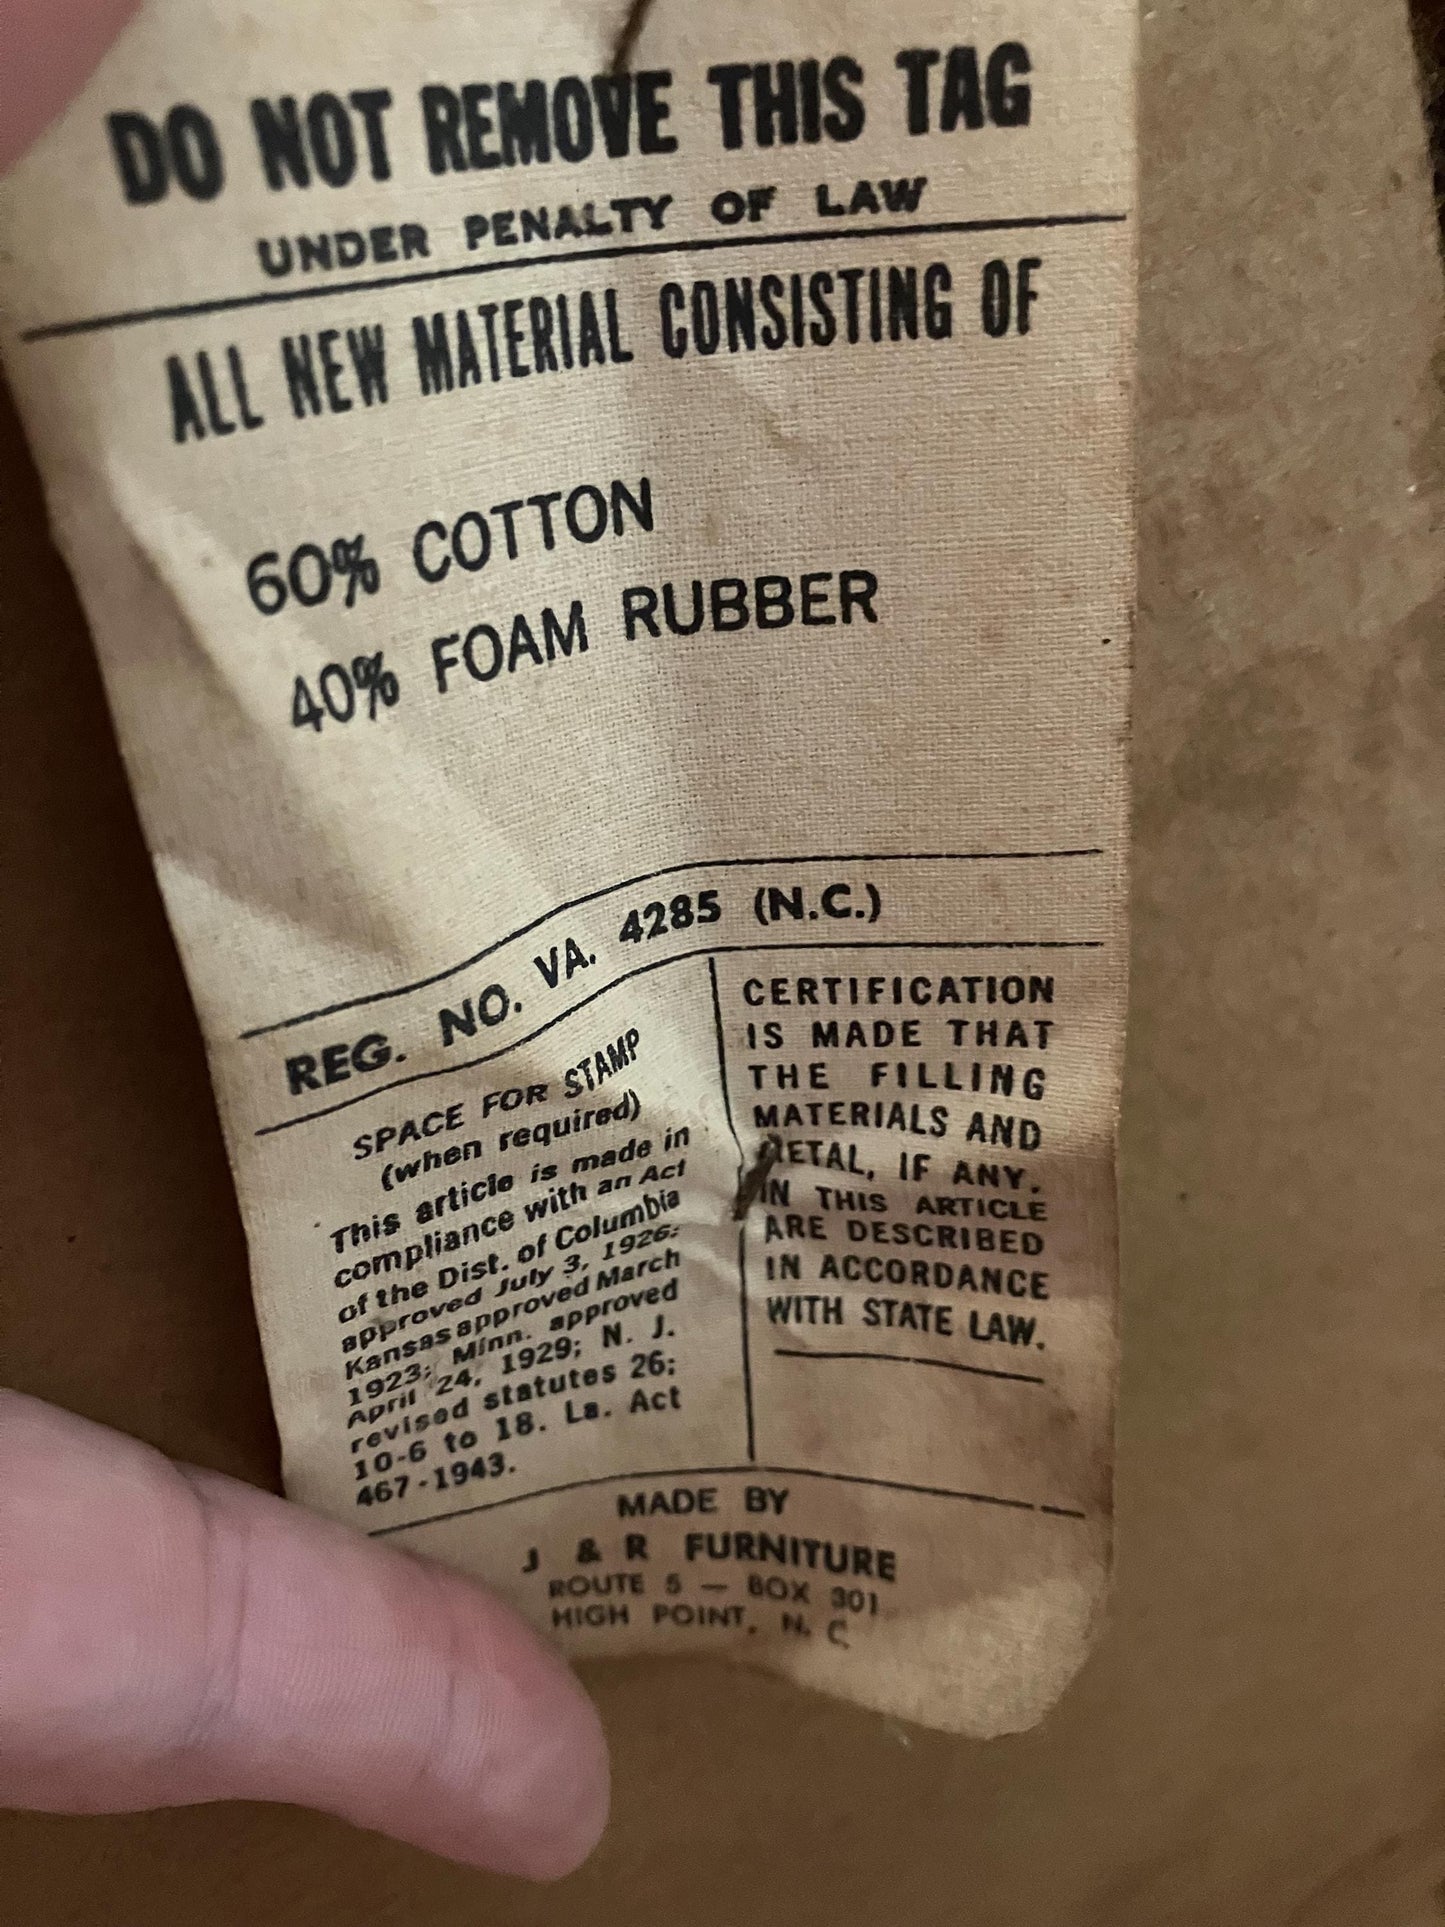 DO NOT REMOVE THIS TAG
UNDER PENALTY OF LAW
ALL NEW MATERIAL CONSISTING OF
60% COTTON
40% FOAM RUBBER
REG. NO. VA. 4285 (N.C.)
SPACE FOR STAMP
(when required)
This article is made in
compliance with an Act
of the Dist. of Columbia
approved July 3, 1926;
Kansas approved March
1923; Minn. approved
April 24, 1929; N. J.
revised statutes 26:
10-6 to 18. La. Act
467-1943.
CERTIFICATION
IS MADE THAT
THE FILLING
MATERIALS AND
METAL, IF ANY.
IN THIS ARTICLE
ARE DESCRIBED
IN ACCORDANCE
WITH STATE LAW.
MADE BY
J & R FURNITURE
ROUTE 5 — BOX 301
HIGH POINT, N. C